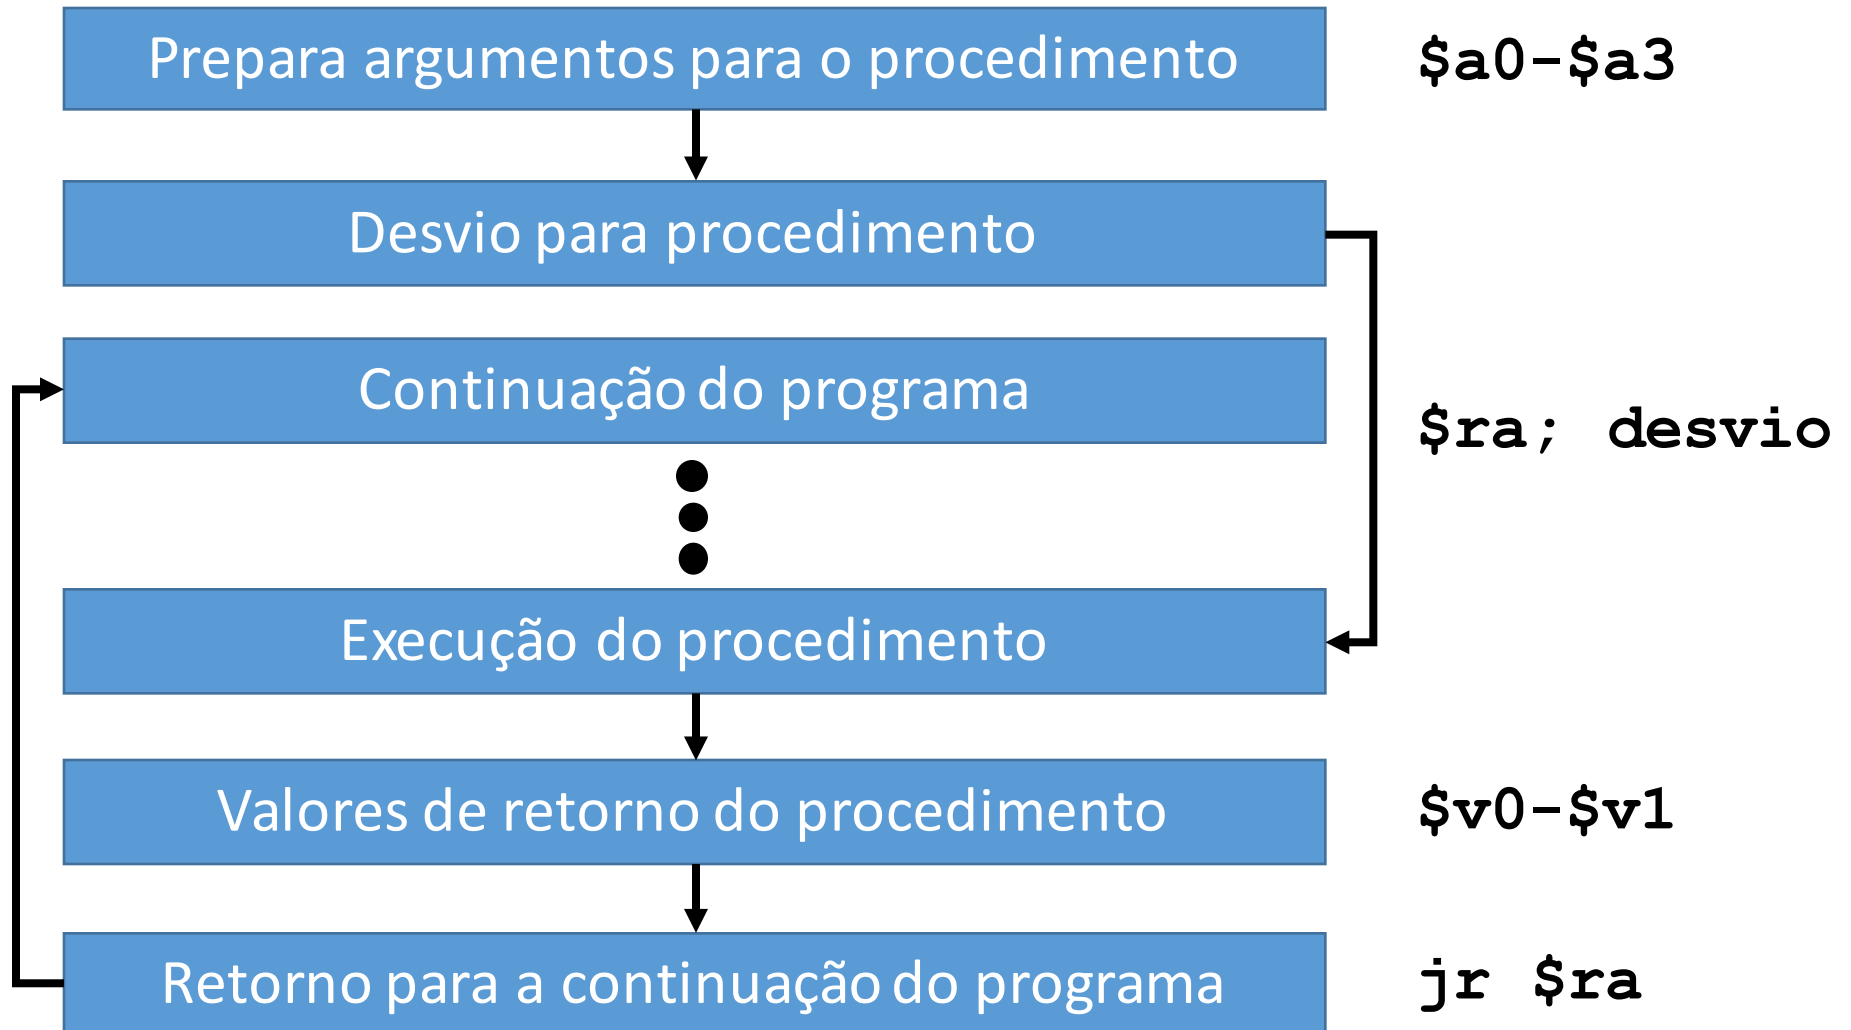 Prepara argumentos para o procedimento
$a0-$a3
Desvio para procedimento
Continuação do programa
$ra; desvio
Execução do procedimento
Valores de retorno do procedimento
$v0-$v1
Retorno para a continuação do programa
jr $ra